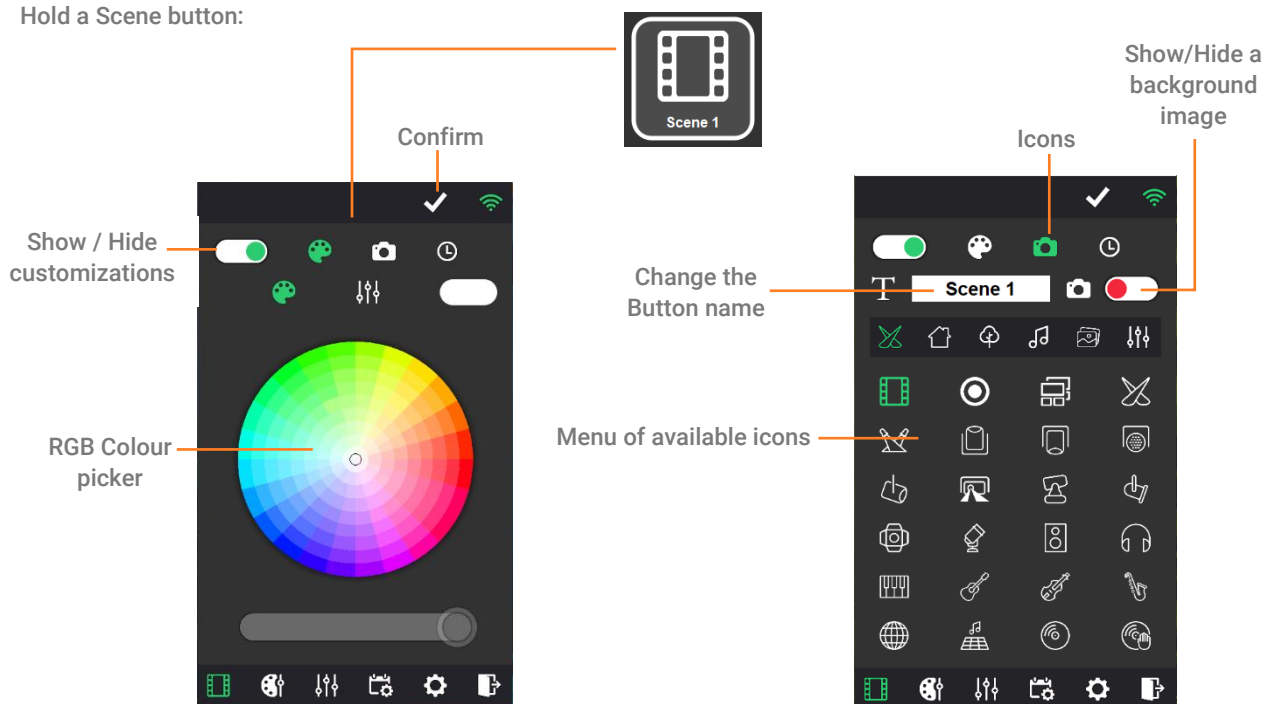 Hold a Scene button:
Scene 1
Show/Hide a
background
image
Confirm
Icons
Show / Hide
customizations
Change the
Button name
T
Scene 1
RGB Colour
picker
Menu of available icons